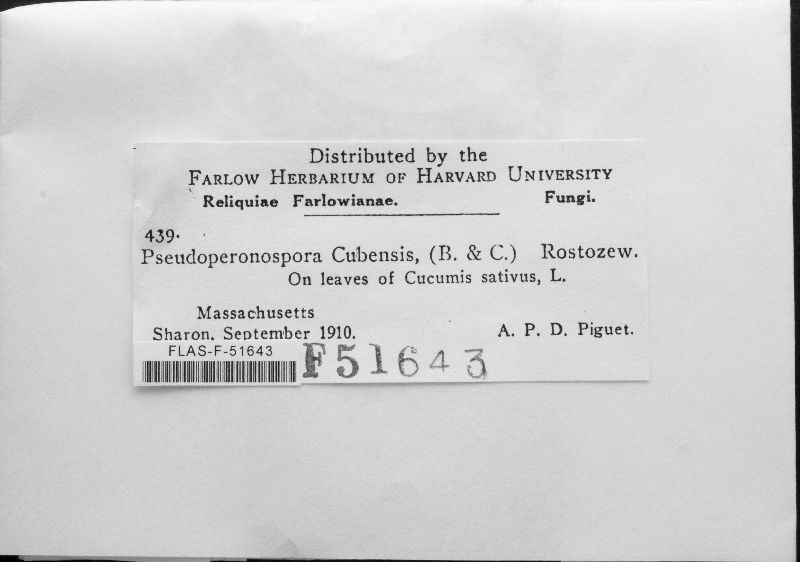 Distributed by the
FARLOW HERBARIUM OF HARVARD UNIVERSITY
Reliquiae Farlowianae. Fungi.
439.
Pseudoperonospora Cubensis, (B. & C.) Rostozew.
On leaves of Cucumis sativus, L.
Massachusetts
Sharon, September 1910. A. P. D. Piguet.
FLAS-F-51643
F51643